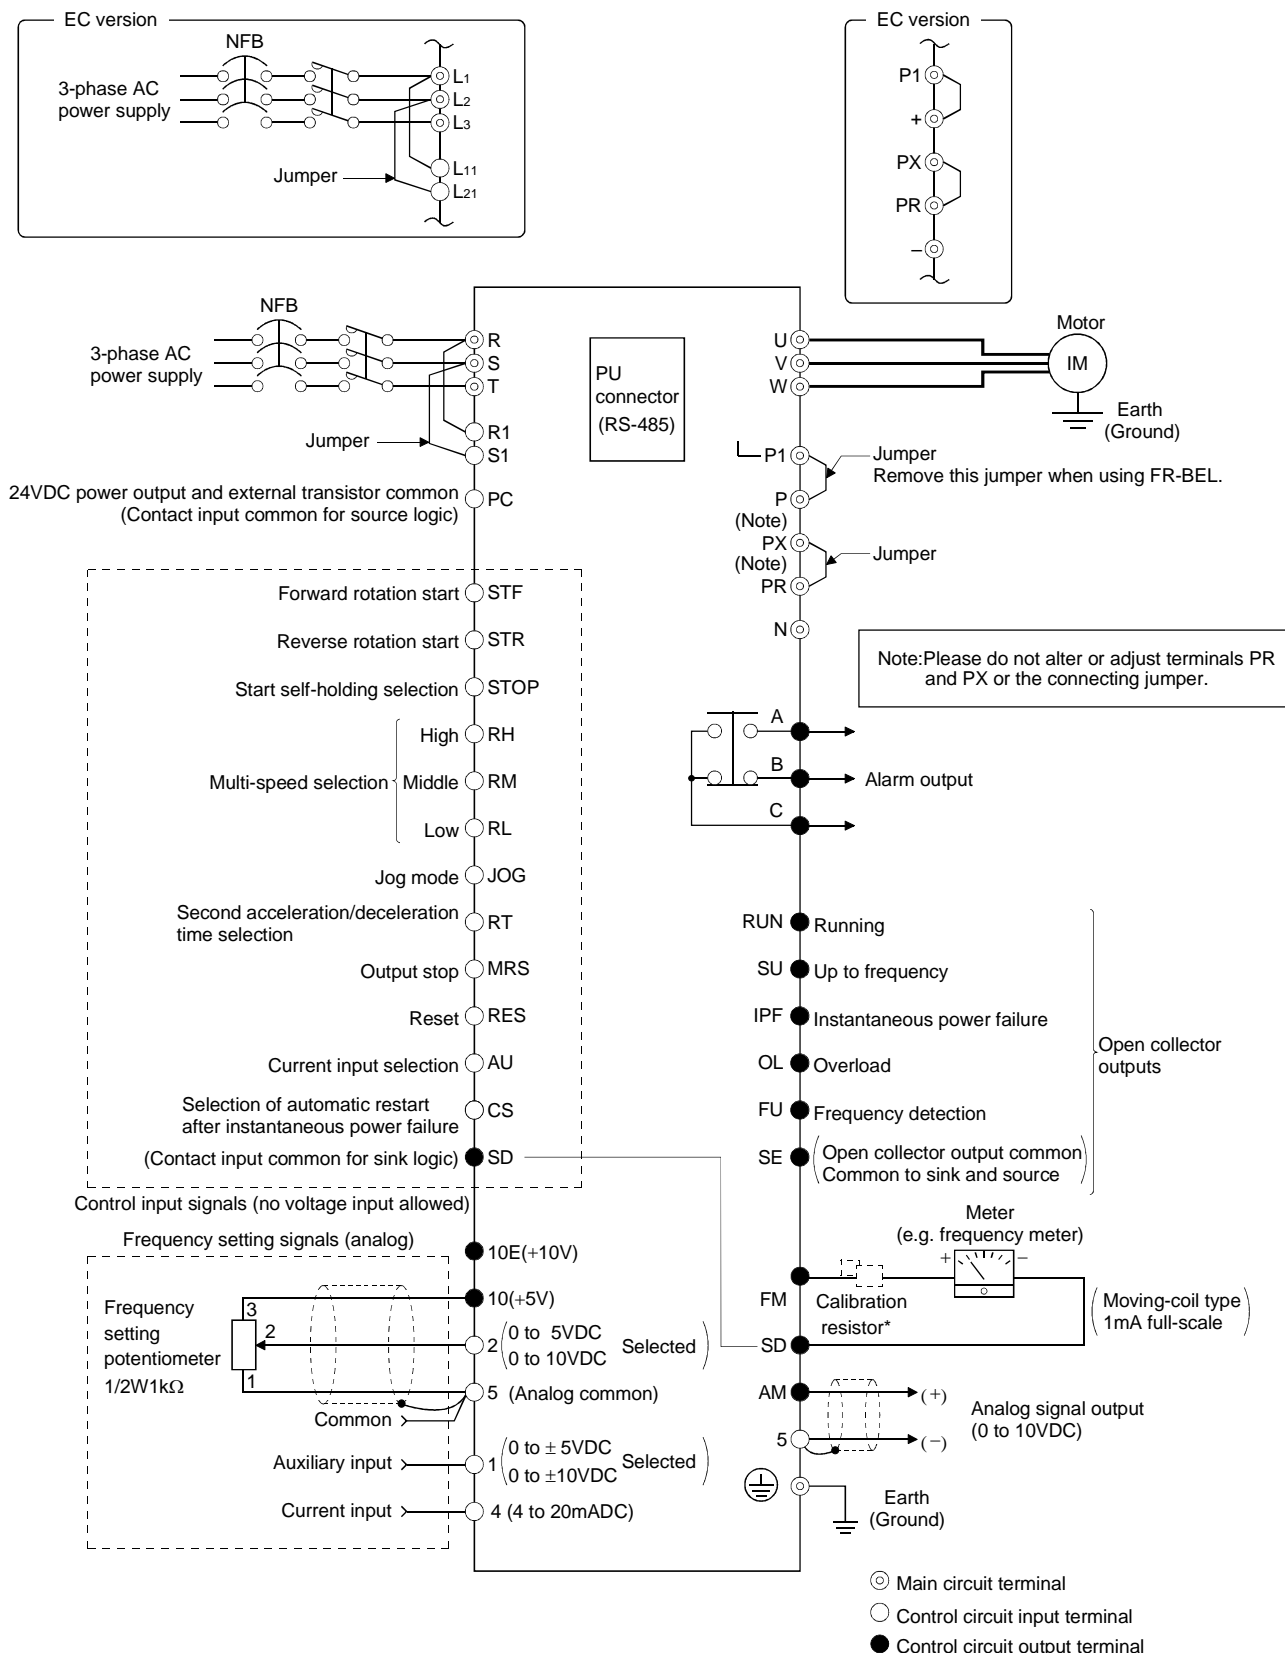 EC version
NFB
3-phase AC
power supply
L1
L2
L3
L11
L21
Jumper
EC version
P1
+
PX
PR
−
NFB
3-phase AC
power supply
R
S
T
R1
S1
Jumper
24VDC power output and external transistor common
(Contact input common for source logic)
PC
PU
connector
(RS-485)
U
V
W
Motor
IM
Earth
(Ground)
P1
Jumper
Remove this jumper when using FR-BEL.
P
(Note)
PX
(Note)
Jumper
PR
N
Note:Please do not alter or adjust terminals PR
and PX or the connecting jumper.
Forward rotation start STF
Reverse rotation start STR
Start self-holding selection STOP
Multi-speed selection
High RH
Middle RM
Low RL
Jog mode JOG
Second acceleration/deceleration
time selection
RT
Output stop MRS
Reset RES
Current input selection AU
Selection of automatic restart
after instantaneous power failure
CS
(Contact input common for sink logic) SD
Control input signals (no voltage input allowed)
A
B
C
Alarm output
RUN Running
SU Up to frequency
IPF Instantaneous power failure
OL Overload
FU Frequency detection
SE (Open collector output common
Common to sink and source)
Open collector
outputs
Frequency setting signals (analog)
10E(+10V)
10(+5V)
Frequency
setting
potentiometer
1/2W1kΩ
3
2
1
2 (0 to 5VDC
0 to 10VDC Selected)
5 (Analog common)
Common
Auxiliary input
1 (0 to ± 5VDC
0 to ±10VDC Selected)
Current input
4 (4 to 20mADC)
Meter
(e.g. frequency meter)
+ −
FM
Calibration
resistor*
(Moving-coil type
1mA full-scale)
SD
AM
(+)
5
(−)
Analog signal output
(0 to 10VDC)
Earth
(Ground)
Main circuit terminal
Control circuit input terminal
Control circuit output terminal